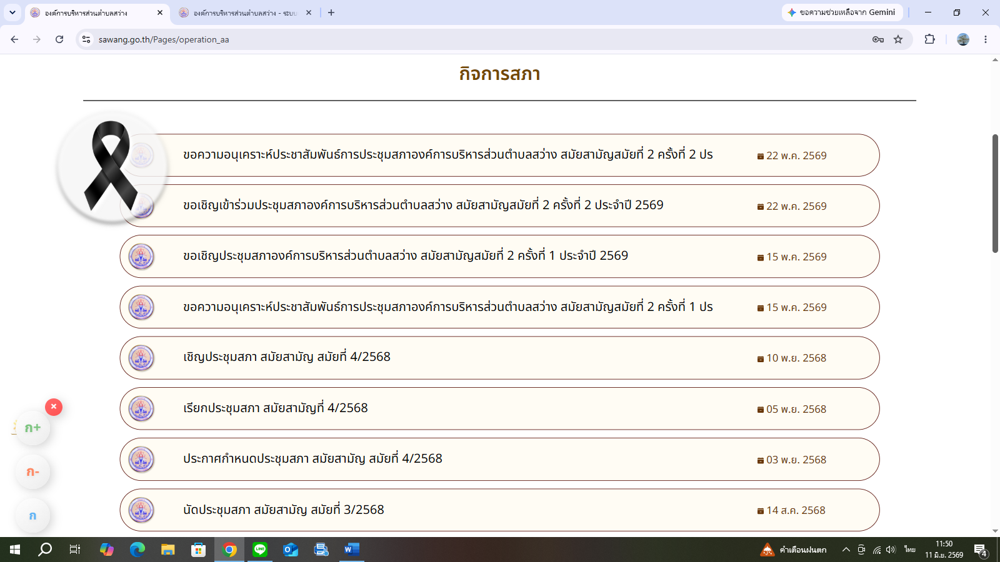 องค์การบริหารส่วนตำบลสว่าง
องค์การบริหารส่วนตำบลสว่าง - ระบบ
ขอความช่วยเหลือจาก Gemini
sawang.go.th/Pages/operation_aa
กิจการสภา
ขอความอนุเคราะห์ประชาสัมพันธ์การประชุมสภาองค์การบริหารส่วนตำบลสว่าง สมัยสามัญสมัยที่ 2 ครั้งที่ 2 ปร
22 พ.ค. 2569
ขอเชิญเข้าร่วมประชุมสภาองค์การบริหารส่วนตำบลสว่าง สมัยสามัญสมัยที่ 2 ครั้งที่ 2 ประจำปี 2569
22 พ.ค. 2569
ขอเชิญประชุมสภาองค์การบริหารส่วนตำบลสว่าง สมัยสามัญสมัยที่ 2 ครั้งที่ 1 ประจำปี 2569
15 พ.ค. 2569
ขอความอนุเคราะห์ประชาสัมพันธ์การประชุมสภาองค์การบริหารส่วนตำบลสว่าง สมัยสามัญสมัยที่ 2 ครั้งที่ 1 ปร
15 พ.ค. 2569
เชิญประชุมสภา สมัยสามัญ สมัยที่ 4/2568
10 พ.ย. 2568
เรียกประชุมสภา สมัยสามัญที่ 4/2568
05 พ.ย. 2568
ประกาศกำหนดประชุมสภา สมัยสามัญ สมัยที่ 4/2568
03 พ.ย. 2568
นัดประชุมสภา สมัยสามัญ สมัยที่ 3/2568
14 ส.ค. 2568
ก+
ก-
ก
คำเตือนฝนตก
ไทย
11:50
11 มิ.ย. 2569
4